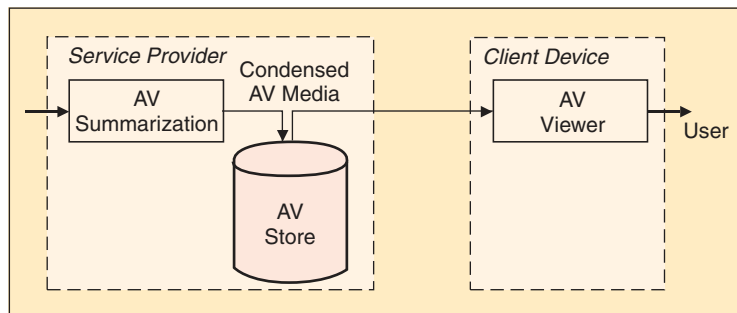 Service Provider
Condensed
AV Media
AV
Summarization
AV
Store
Client Device
AV
Viewer
User